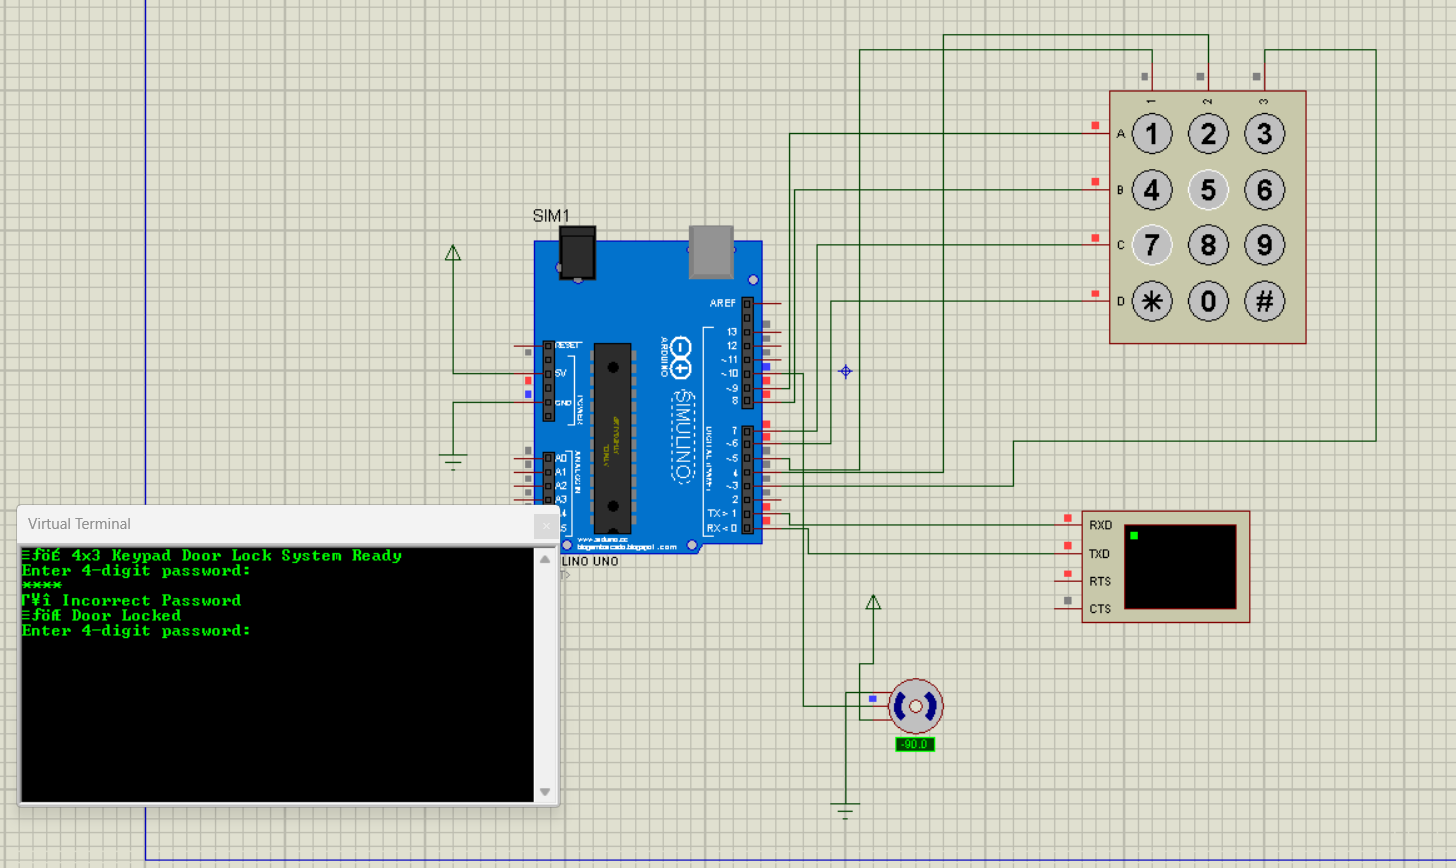 1 2 3
A 1 2 3
B 4 5 6
C 7 8 9
D * 0 #
SIM1
AREF
13
12
~11
~10
~9
8
7
~6
~5
4
~3
2
TX > 1
RX < 0
RESET
5V
GND
POWER
A0
A1
A2
A3
ANALOG IN
ARDUINO
SIMULINO
www.arduino.cc
blogembarcado.blogspot.com
LINO UNO
Virtual Terminal
≡ƒöÉ 4x3 Keypad Door Lock System Ready
Enter 4-digit password:
****
Γ¥î Incorrect Password
Door Locked
Enter 4-digit password:
RXD
TXD
RTS
CTS
-90.0